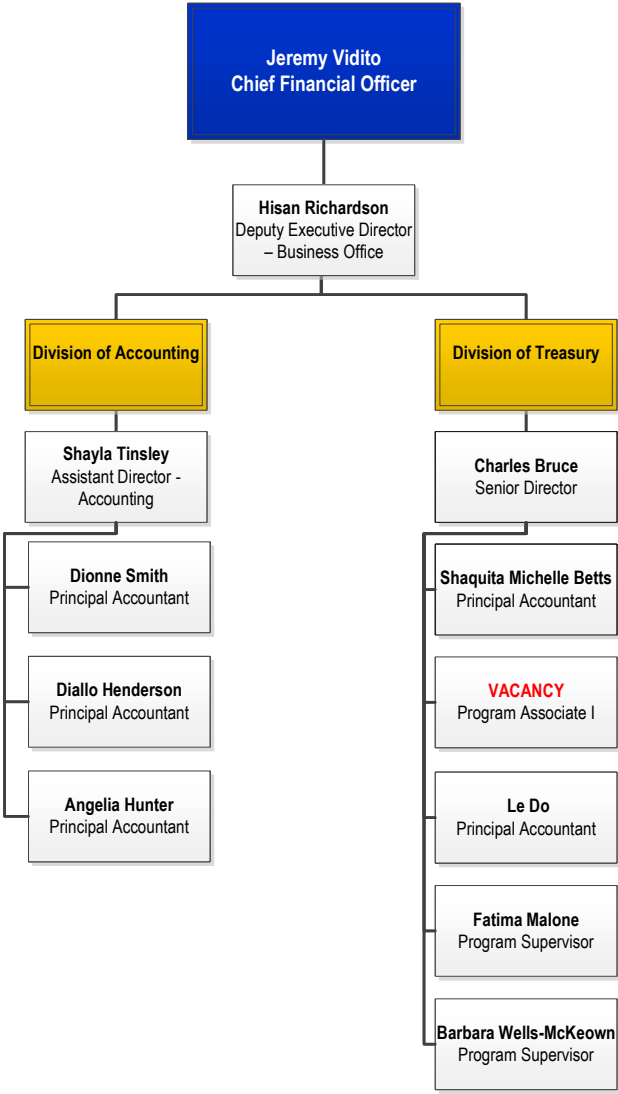 Jeremy Vidito
Chief Financial Officer
Hisan Richardson
Deputy Executive Director
– Business Office
Division of Accounting
Shayla Tinsley
Assistant Director -
Accounting
Dionne Smith
Principal Accountant
Diallo Henderson
Principal Accountant
Angelia Hunter
Principal Accountant
Division of Treasury
Charles Bruce
Senior Director
Shaquita Michelle Betts
Principal Accountant
VACANCY
Program Associate I
Le Do
Principal Accountant
Fatima Malone
Program Supervisor
Barbara Wells-McKeown
Program Supervisor